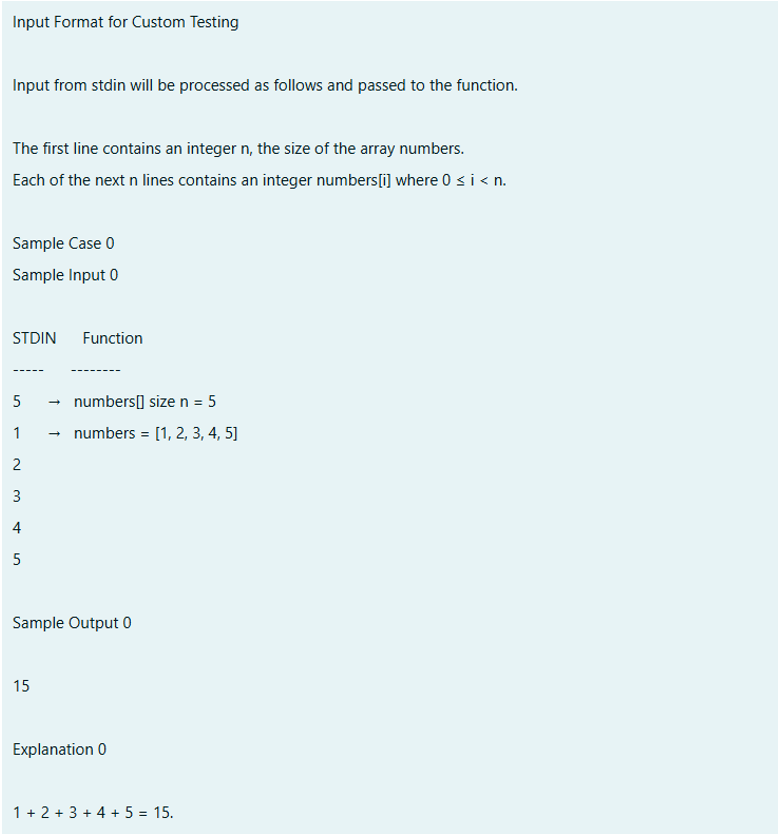 Input Format for Custom Testing
Input from stdin will be processed as follows and passed to the function.
The first line contains an integer n, the size of the array numbers.
Each of the next n lines contains an integer numbers[i] where 0 ≤ i < n.
Sample Case 0
Sample Input 0
STDIN Function
----- --------
5 → numbers[] size n = 5
1 → numbers = [1, 2, 3, 4, 5]
2
3
4
5
Sample Output 0
15
Explanation 0
1 + 2 + 3 + 4 + 5 = 15.